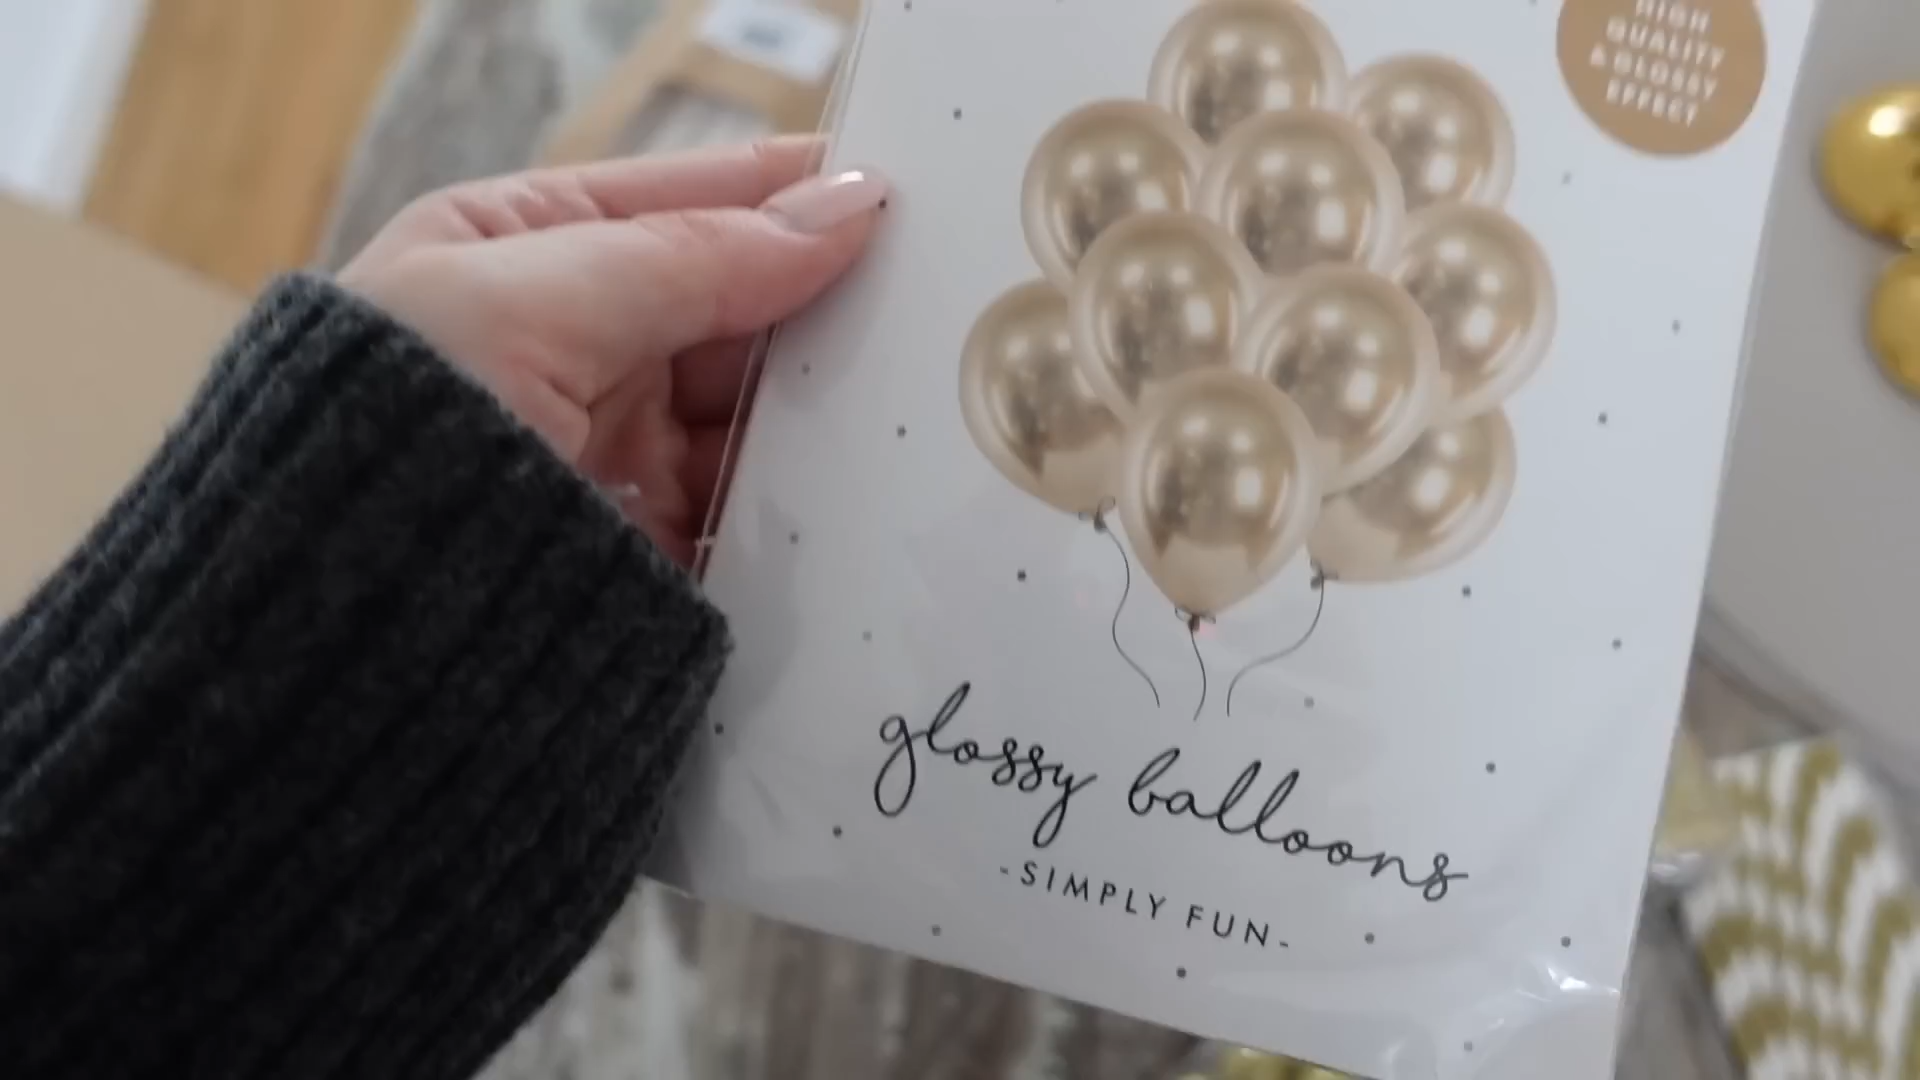 HIGH
QUALITY
& GLOSSY
EFFECT
glossy balloons
-SIMPLY FUN-